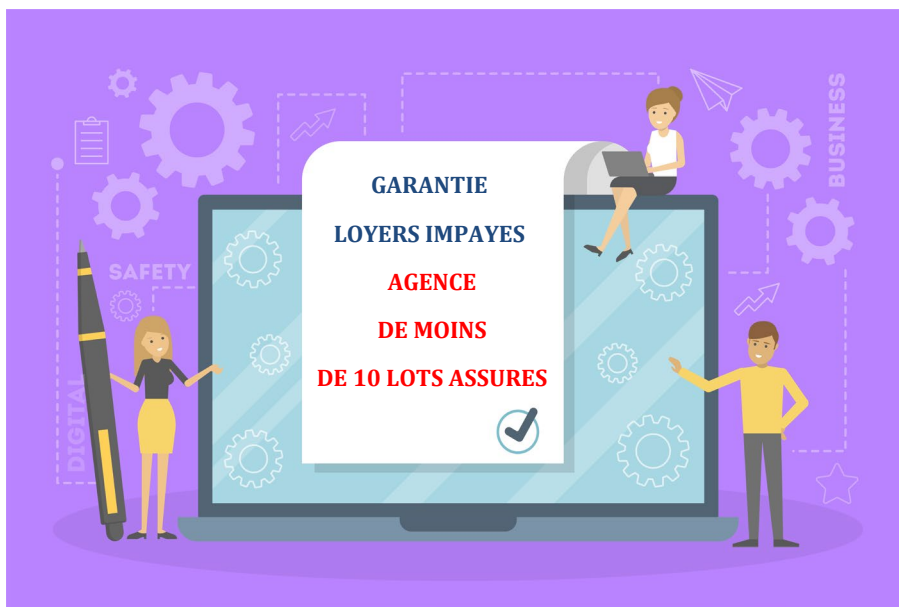 BUSINESS
GARANTIE
LOYERS IMPAYES
AGENCE
DE MOINS
DE 10 LOTS ASSURES
SAFETY
DIGITAL